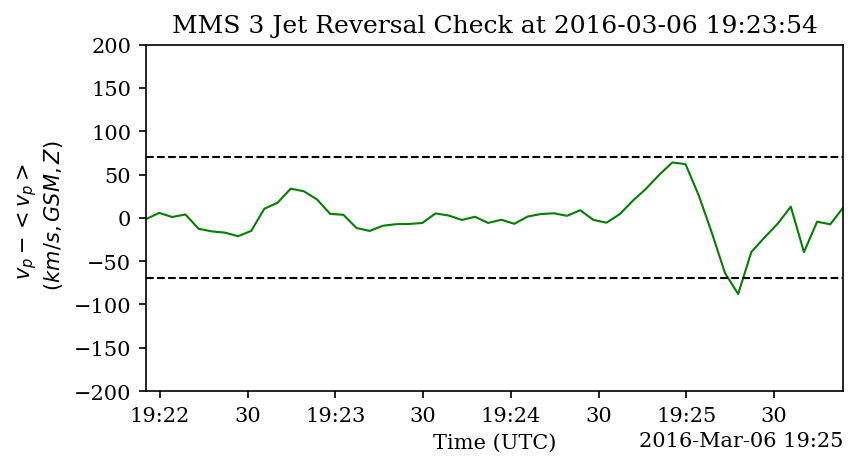 MMS 3 Jet Reversal Check at 2016-03-06 19:23:54
200
150
100
50
0
−50
−100
−150
−200
v_p − < v_p >
(km/s, GSM, Z)
19:22 30 19:23 30 19:24 30 19:25 30
Time (UTC)
2016-Mar-06 19:25